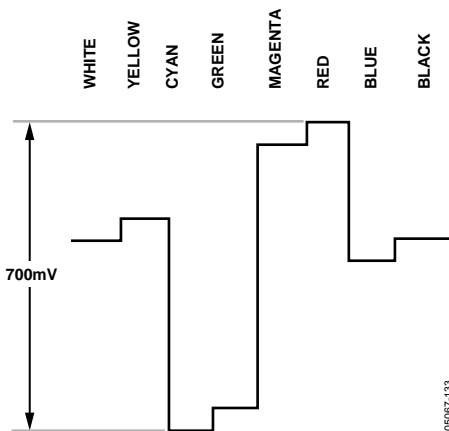 WHITE
YELLOW
CYAN
GREEN
MAGENTA
RED
BLUE
BLACK
700mV
05067-133